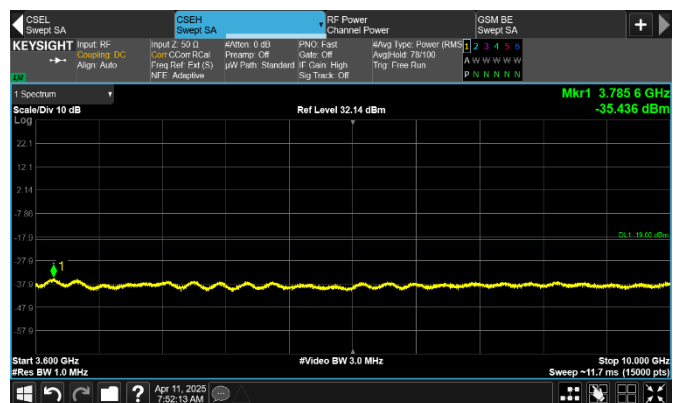 CSEL
Swept SA
CSEH
Swept SA
RF Power
Channel Power
GSM BE
Swept SA
KEYSIGHT
Input: RF
Coupling: DC
Align: Auto
Input Z: 50 Ω
Corr CCorr RCal
Freq Ref: Ext (S)
NFE: Adaptive
#Atten: 0 dB
Preamp: Off
µW Path: Standard
PNO: Fast
Gate: Off
IF Gain: High
Sig Track: Off
#Avg Type: Power (RMS)
Avg|Hold: 78/100
Trig: Free Run
1 2 3 4 5 6
A W W W W W
P N N N N N
LXI
1 Spectrum
Scale/Div 10 dB
Log
Ref Level 32.14 dBm
Mkr1 3.785 6 GHz
-35.436 dBm
22.1
12.1
2.14
-7.86
-17.9
DL1 -19.00 dBm
-27.9
1
-37.9
-47.9
-57.9
Start 3.600 GHz
#Res BW 1.0 MHz
#Video BW 3.0 MHz
Stop 10.000 GHz
Sweep ~11.7 ms (15000 pts)
Apr 11, 2025
7:52:13 AM